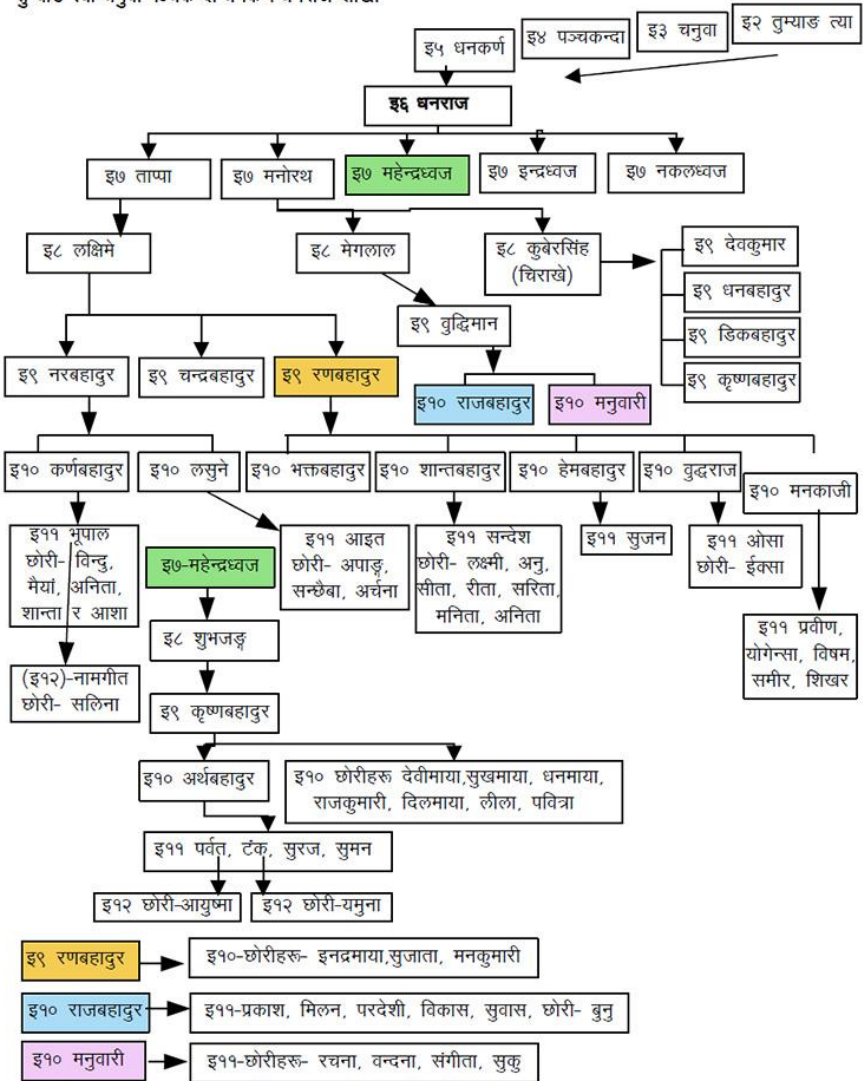 इ२ तुम्याङ त्या
इ३ चनुवा
इ४ पञ्चकन्दा
इ५ धनकर्ण
इ६ धनराज
इ७ ताप्पा
इ७ मनोरथ
इ७ महेन्द्रध्वज
इ७ इन्द्रध्वज
इ७ नकलध्वज
इ८ लक्षिमे
इ८ मेगलाल
इ८ कुबेरसिंह
(चिराखे)
इ९ देवकुमार
इ९ धनबहादुर
इ९ डिकबहादुर
इ९ कृष्णबहादुर
इ९ वुद्धिमान
इ९ नरबहादुर
इ९ चन्द्रबहादुर
इ९ रणबहादुर
इ१० राजबहादुर
इ१० मनुवारी
इ१० कर्णबहादुर
इ१० लसुने
इ१० भक्तबहादुर
इ१० शान्तबहादुर
इ१० हेमबहादुर
इ१० वुद्धराज
इ१० मनकाजी
इ११ भूपाल
छोरी- विन्दु,
मैयां, अनिता,
शान्ता र आशा
इ७-महेन्द्रध्वज
इ११ आइत
छोरी- अपाङ्ग,
सन्छैबा, अर्चना
इ११ सन्देश
छोरी- लक्ष्मी, अनु,
सीता, रीता, सरिता,
मनिता, अनिता
इ११ सुजन
इ११ ओसा
छोरी- ईक्सा
इ११ प्रवीण,
योगेन्सा, विषम,
समीर, शिखर
(इ१२)-नामगीत
छोरी- सलिना
इ८ शुभजङ्ग
इ९ कृष्णबहादुर
इ१० अर्थबहादुर
इ१० छोरीहरू देवीमाया,सुखमाया, धनमाया,
राजकुमारी, दिलमाया, लीला, पवित्रा
इ११ पर्वत, टंक, सुरज, सुमन
इ१२ छोरी-आयुष्मा
इ१२ छोरी-यमुना
इ९ रणबहादुर
इ१०-छोरीहरू- इनद्रमाया,सुजाता, मनकुमारी
इ१० राजबहादुर
इ११-प्रकाश, मिलन, परदेशी, विकास, सुवास, छोरी- बुनु
इ१० मनुवारी
इ११-छोरीहरू- रचना, वन्दना, संगीता, सुकु